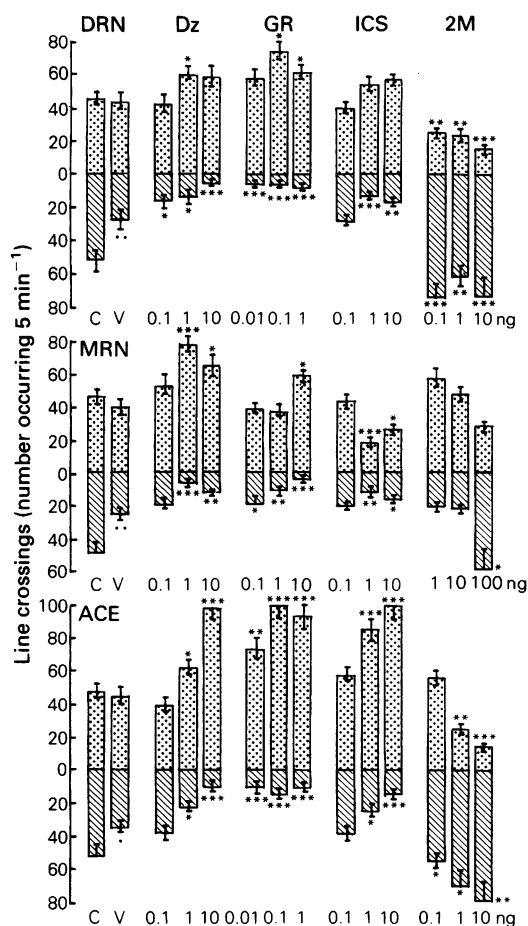 DRN Dz GR ICS 2M
Line crossings (number occurring 5 min⁻¹)
80
60
40
20
0
20
40
60
80
* * * ** ** ***
.. * * *** *** *** *** *** ** *** ** ***
C V 0.1 1 10 0.01 0.1 1 0.1 1 10 0.1 1 10 ng
MRN
80
60
40
20
0
20
40
60
*** * * *** *
.. *** ** * ** *** ** * *
C V 0.1 1 10 0.1 1 10 0.1 1 10 1 10 100 ng
ACE
100
80
60
40
20
0
20
40
60
80
* *** ** *** *** *** *** ** ***
. * *** *** *** *** * *** * * **
C V 0.1 1 10 0.01 0.1 1 0.1 1 10 0.1 1 10 ng